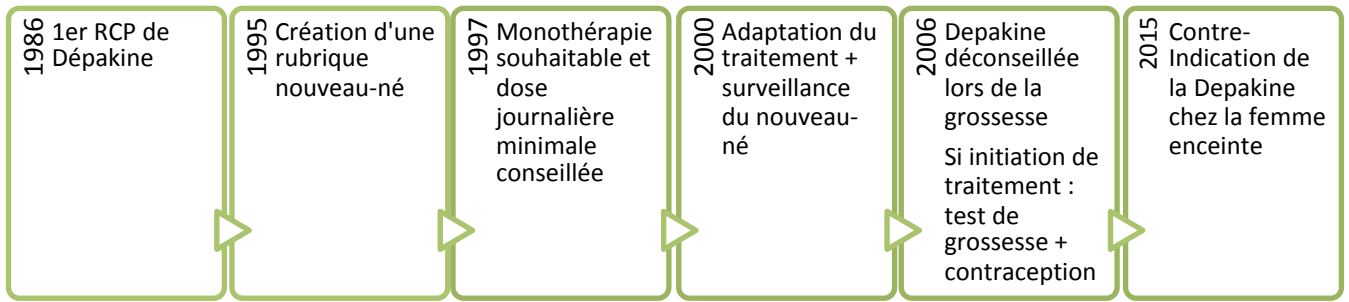 1986
1er RCP de
Dépakine
1995
Création d'une
rubrique
nouveau-né
1997
Monothérapie
souhaitable et
dose
journalière
minimale
conseillée
2000
Adaptation du
traitement +
surveillance
du nouveau-
né
2006
Depakine
déconseillée
lors de la
grossesse
Si initiation de
traitement :
test de
grossesse +
contraception
2015
Contre-
Indication de
la Depakine
chez la femme
enceinte